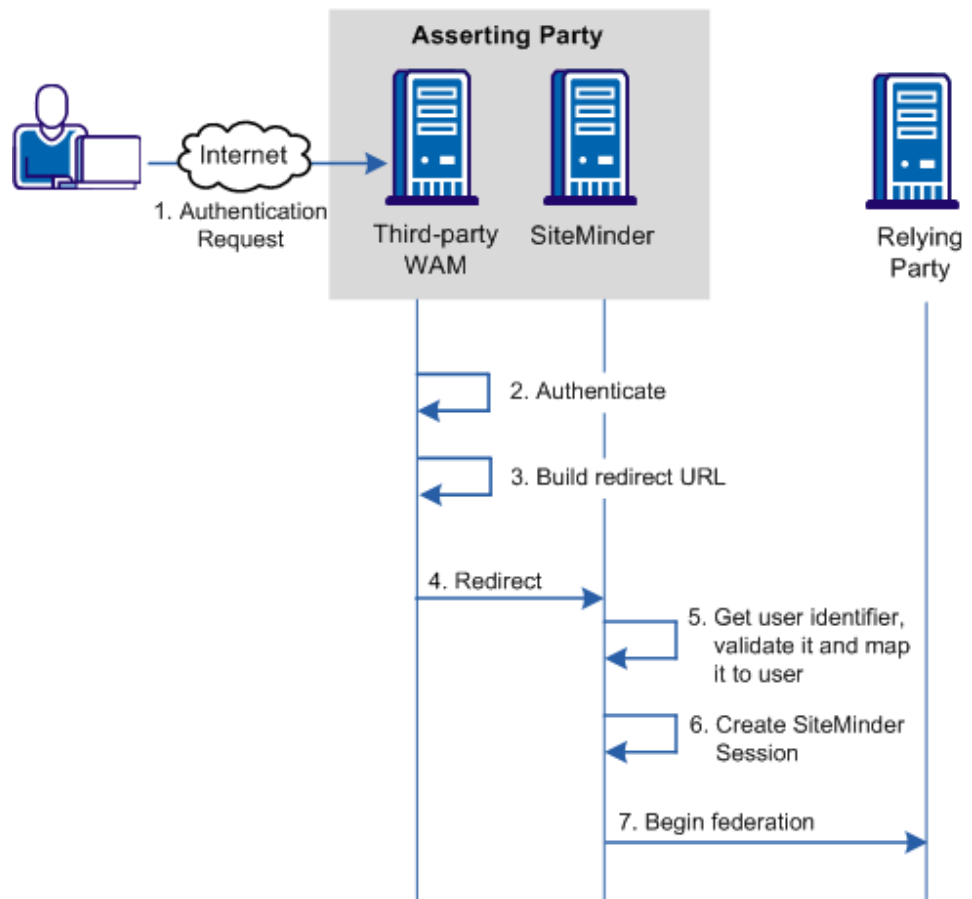 Asserting Party
Internet
1. Authentication
Request
Third-party
WAM
SiteMinder
Relying
Party
2. Authenticate
3. Build redirect URL
4. Redirect
5. Get user identifier,
validate it and map
it to user
6. Create SiteMinder
Session
7. Begin federation